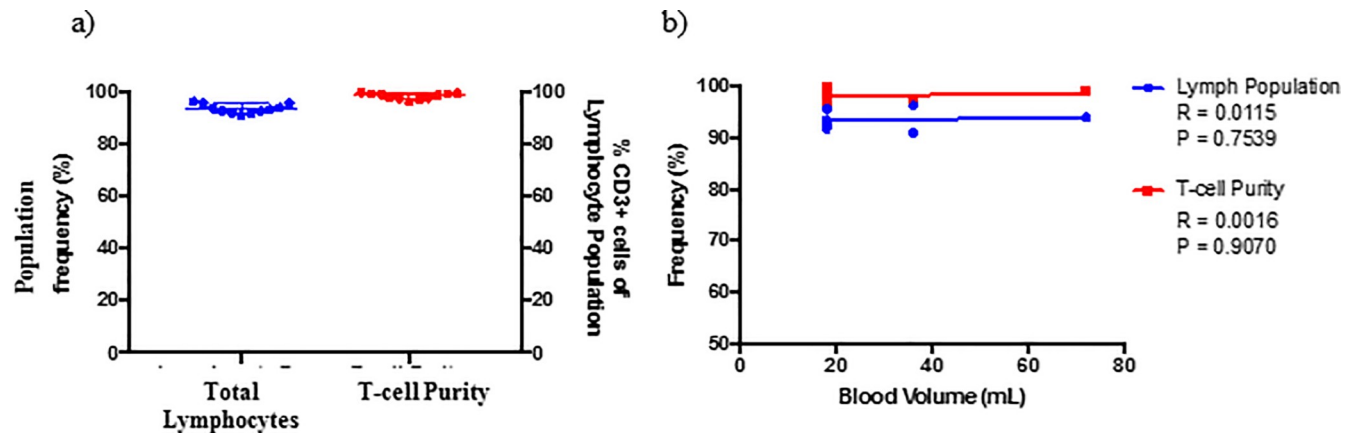 a)
100
80
60
40
20
0
Population
frequency (%)
100
80
60
40
20
0
% CD3+ cells of
Lymphocyte Population
Total
Lymphocytes
T-cell Purity
b)
100
90
80
70
60
50
Frequency (%)
0 20 40 60 80
Blood Volume (mL)
Lymph Population
R = 0.0115
P = 0.7539
T-cell Purity
R = 0.0016
P = 0.9070